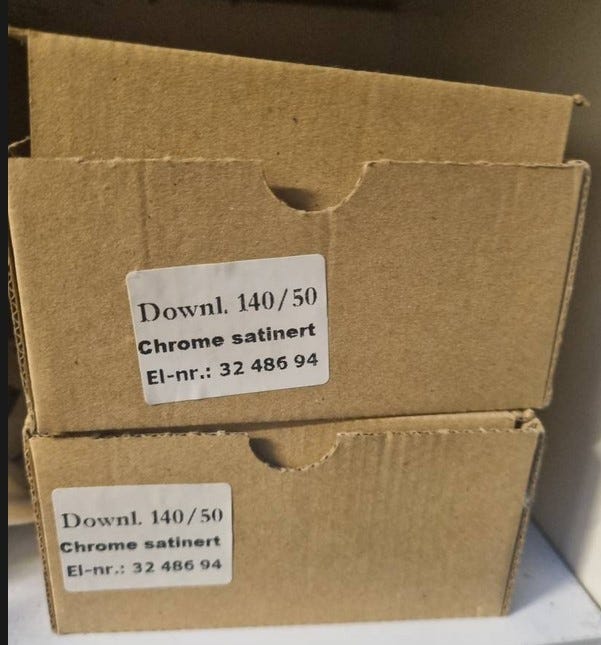 Downl. 140/50
Chrome satinert
El-nr.: 32 486 94
Downl. 140/50
Chrome satinert
El-nr.: 32 486 94